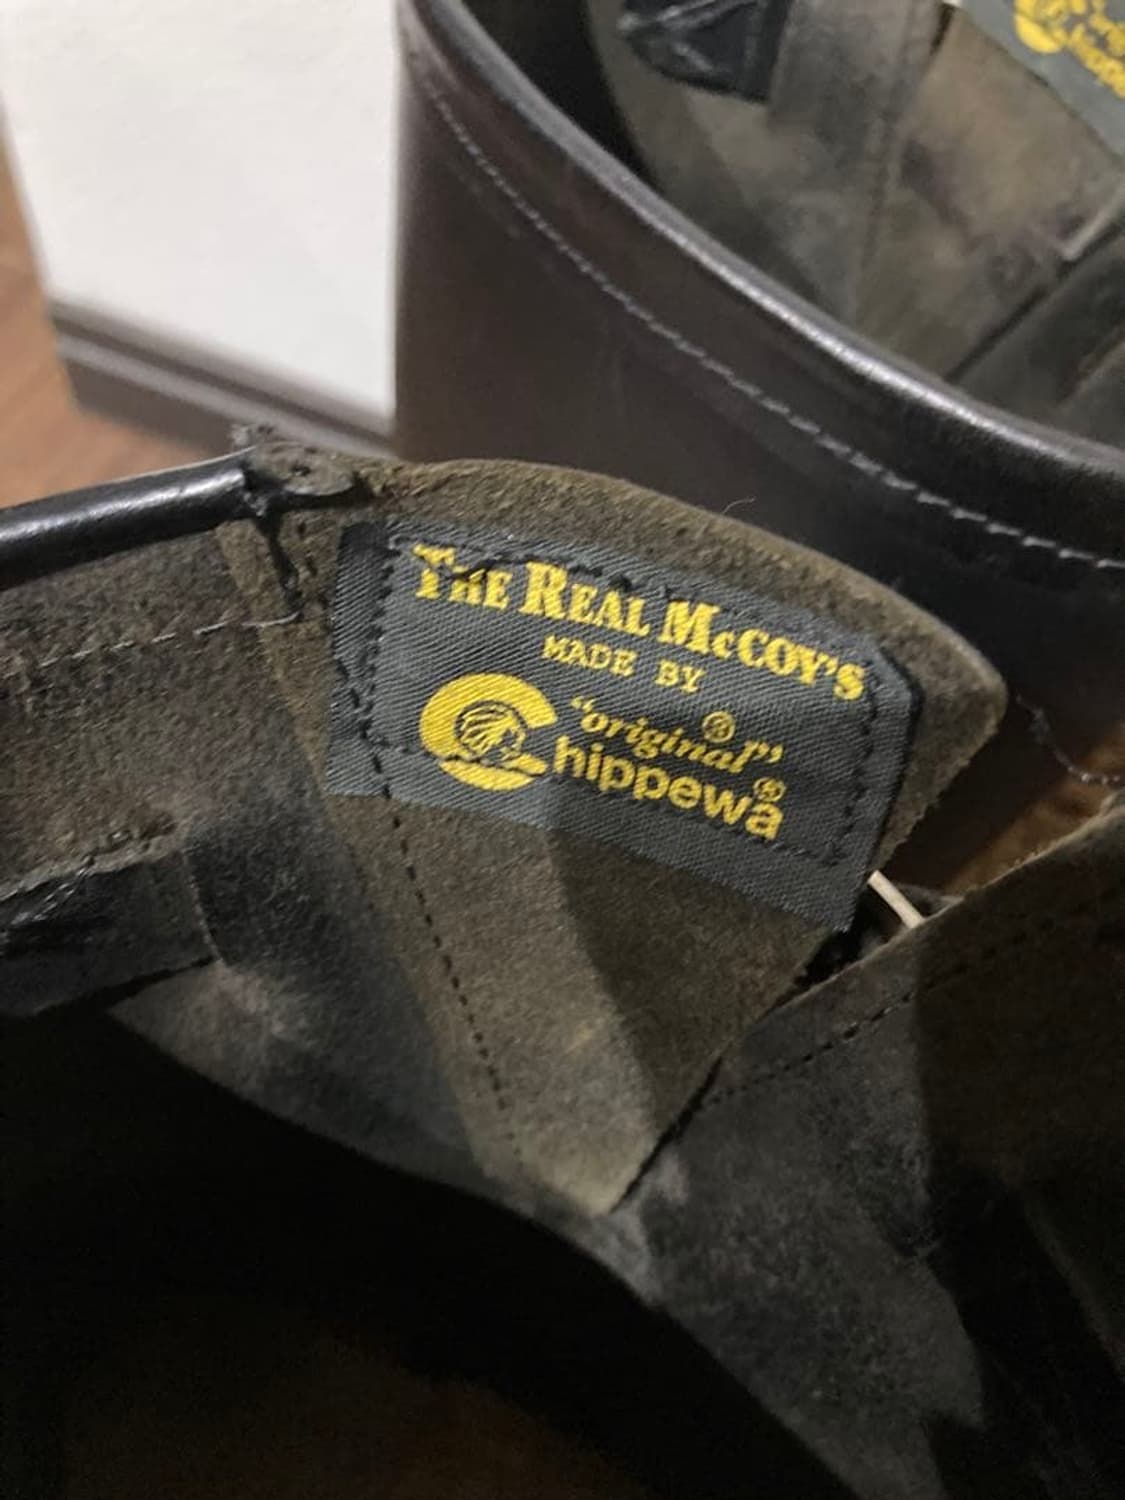 THE REAL McCOY'S
MADE BY
"original"®
Chippewa®